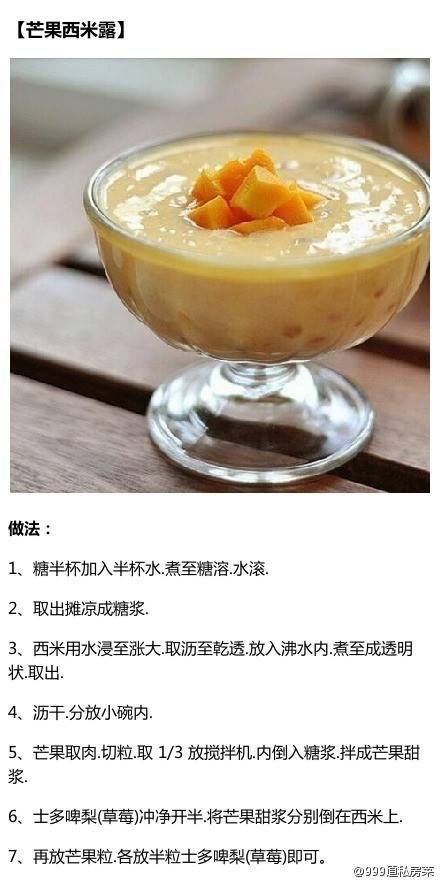 【芒果西米露】
做法：
1、糖半杯加入半杯水.煮至糖溶.水滚.
2、取出摊凉成糖浆.
3、西米用水浸至涨大.取沥至乾透.放入沸水内.煮至成透明
状.取出.
4、沥干.分放小碗内.
5、芒果取肉.切粒.取 1/3 放搅拌机.内倒入糖浆.拌成芒果甜
浆.
6、士多啤梨(草莓)冲净开半.将芒果甜浆分别倒在西米上.
7、再放芒果粒.各放半粒士多啤梨(草莓)即可。
@999道私房菜